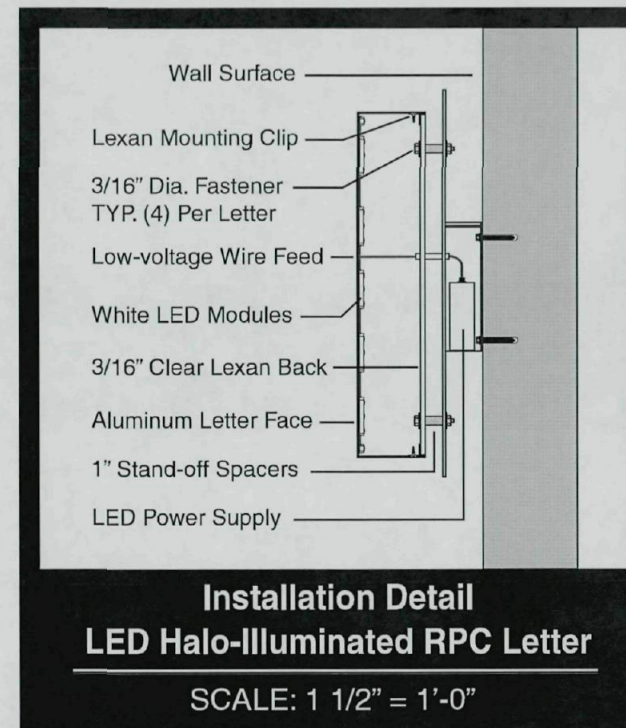 Wall Surface
Lexan Mounting Clip
3/16" Dia. Fastener
TYP. (4) Per Letter
Low-voltage Wire Feed
White LED Modules
3/16" Clear Lexan Back
Aluminum Letter Face
1" Stand-off Spacers
LED Power Supply
Installation Detail
LED Halo-Illuminated RPC Letter
SCALE: 1 1/2" = 1'-0"